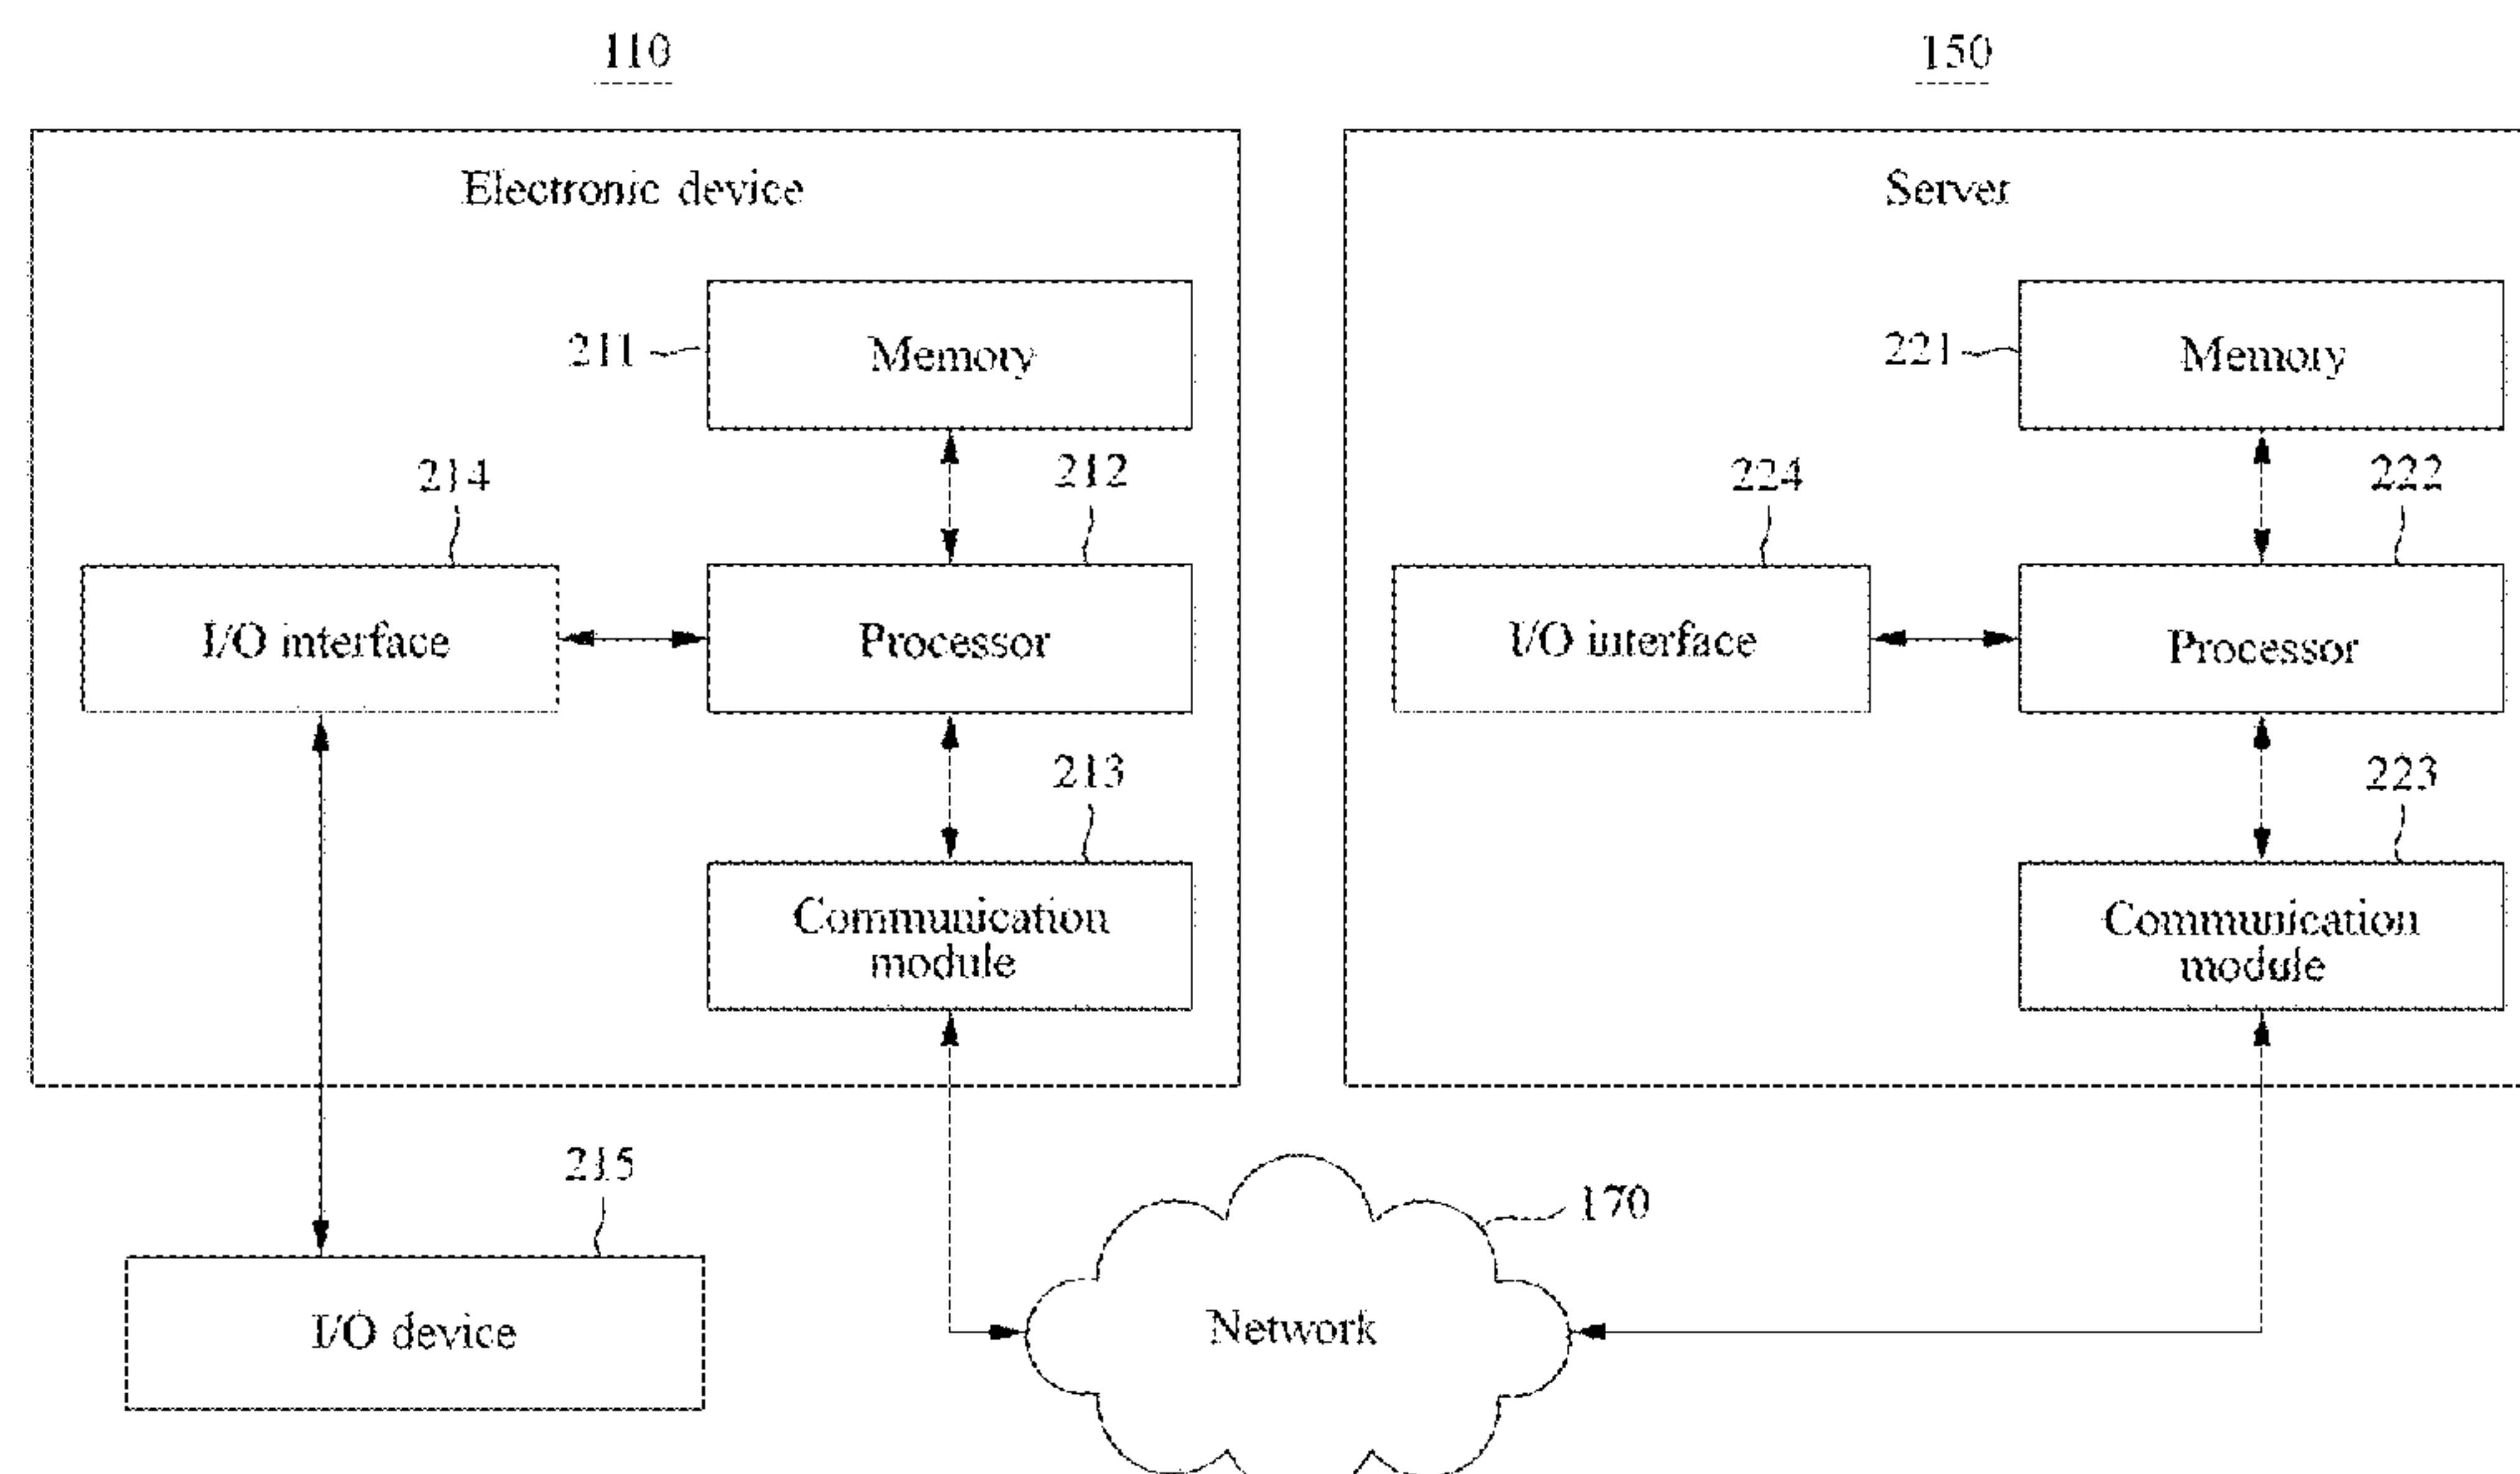 110
150
Electronic device
Server
211
Memory
221
Memory
214
212
224
222
I/O interface
Processor
I/O interface
Processor
213
223
Communication
module
Communication
module
215
170
I/O device
Network